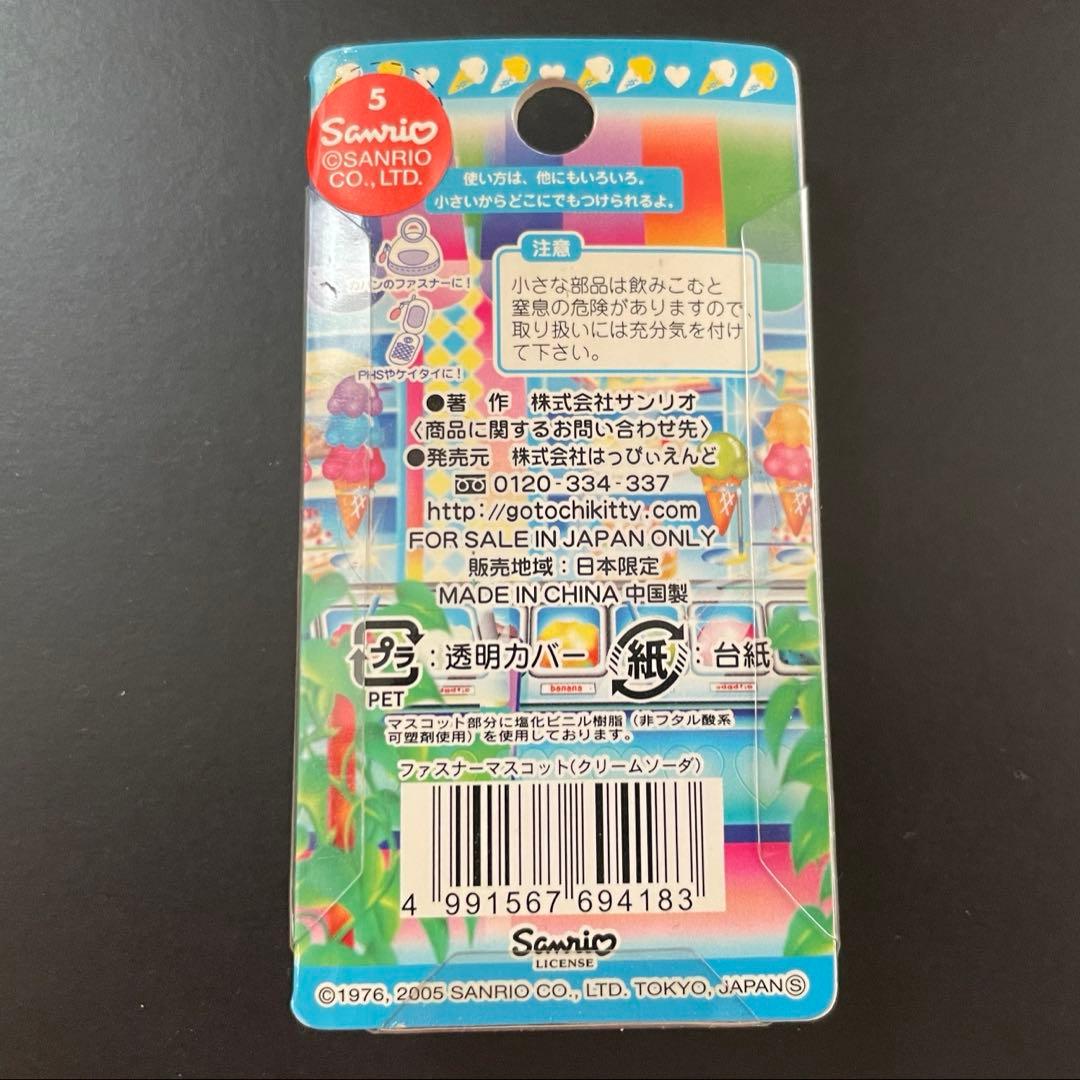 5
Sanrio
©SANRIO
CO., LTD.
使い方は、他にもいろいろ。
小さいからどこにでもつけられるよ。
カバンのファスナーに!
PHSやケイタイに!
注意
小さな部品は飲みこむと
窒息の危険がありますので、
取り扱いには充分気を付け
て下さい。
●著 作 株式会社サンリオ
〈商品に関するお問い合わせ先〉
●発売元 株式会社はっぴぃえんど
0120-334-337
http://gotochikitty.com
FOR SALE IN JAPAN ONLY
販売地域:日本限定
MADE IN CHINA 中国製
プラ:透明カバー 紙:台紙
PET
banana
マスコット部分に塩化ビニル樹脂(非フタル酸系
可塑剤使用)を使用しております。
ファスナーマスコット(クリームソーダ)
4 991567 694183
Sanrio
LICENSE
©1976, 2005 SANRIO CO., LTD. TOKYO, JAPAN Ⓢ